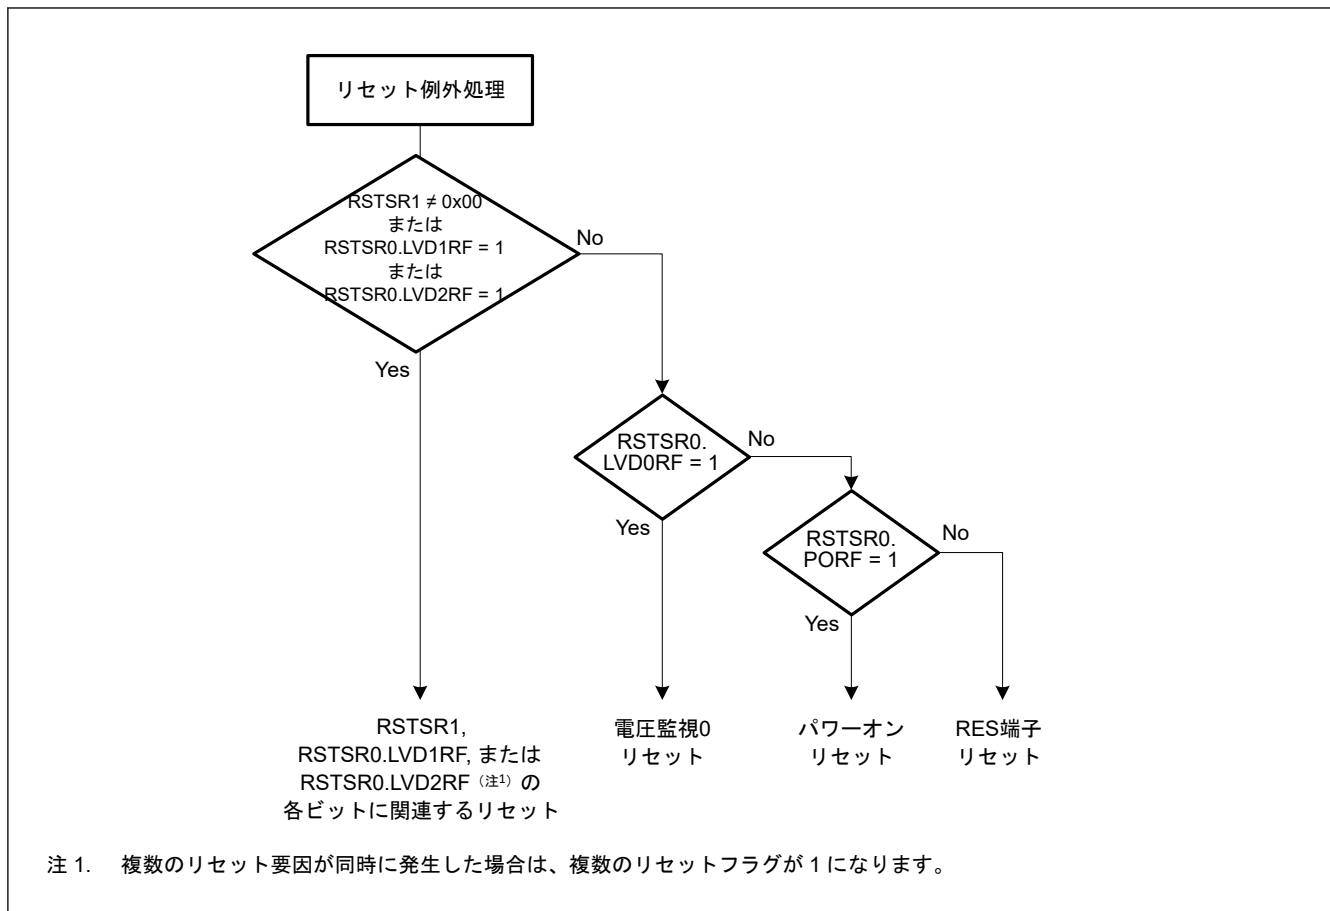 リセット例外処理
RSTSR1 ≠ 0x00
または
RSTSR0.LVD1RF = 1
または
RSTSR0.LVD2RF = 1
No
Yes
RSTSR0.
LVD0RF = 1
No
Yes
RSTSR0.
PORF = 1
No
Yes
RSTSR1,
RSTSR0.LVD1RF, または
RSTSR0.LVD2RF（注1）の
各ビットに関連するリセット
電圧監視0
リセット
パワーオン
リセット
RES端子
リセット
注 1. 複数のリセット要因が同時に発生した場合は、複数のリセットフラグが 1 になります。